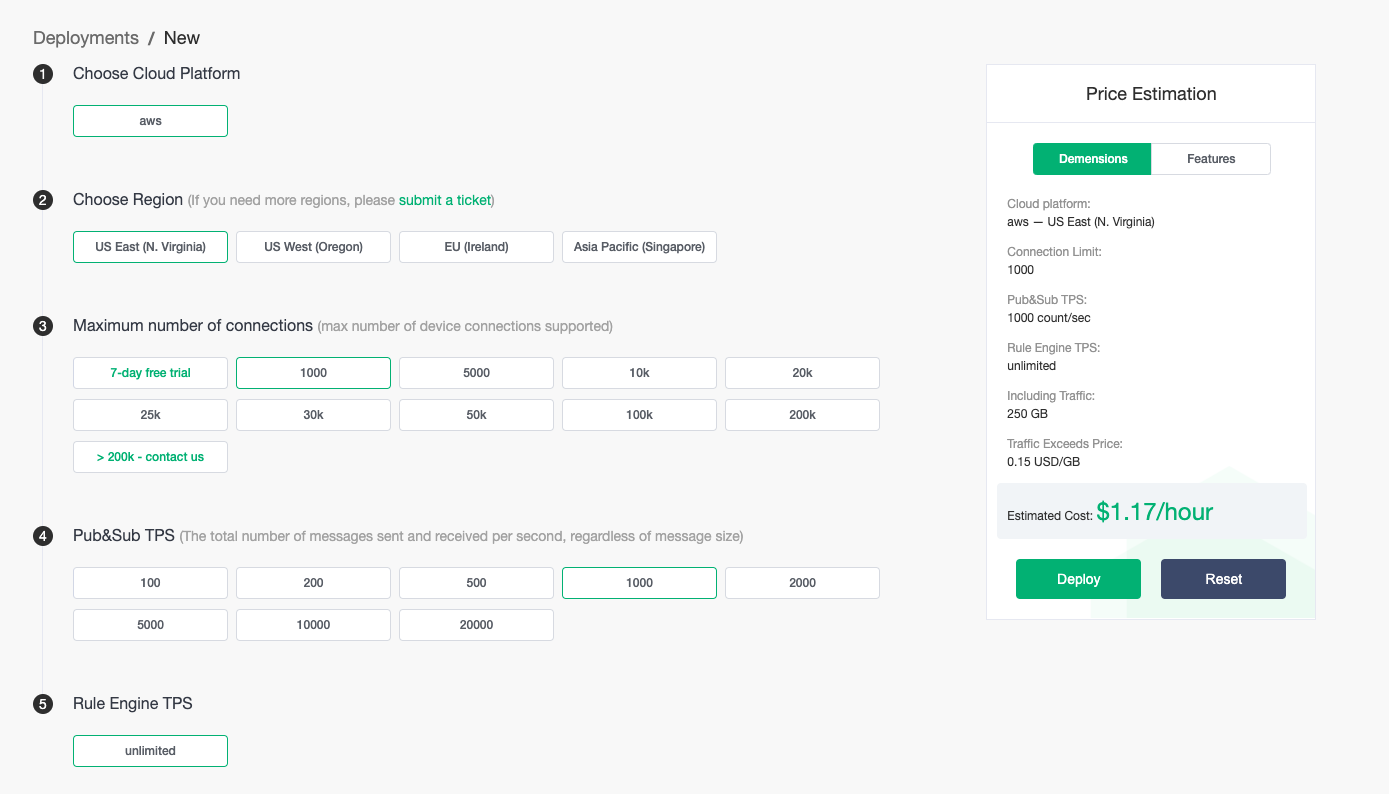 Deployments / New
1 Choose Cloud Platform
aws
2 Choose Region (If you need more regions, please submit a ticket)
US East (N. Virginia) US West (Oregon) EU (Ireland) Asia Pacific (Singapore)
3 Maximum number of connections (max number of device connections supported)
7-day free trial 1000 5000 10k 20k
25k 30k 50k 100k 200k
> 200k - contact us
4 Pub&Sub TPS (The total number of messages sent and received per second, regardless of message size)
100 200 500 1000 2000
5000 10000 20000
5 Rule Engine TPS
unlimited
Price Estimation
Demensions Features
Cloud platform:
aws — US East (N. Virginia)
Connection Limit:
1000
Pub&Sub TPS:
1000 count/sec
Rule Engine TPS:
unlimited
Including Traffic:
250 GB
Traffic Exceeds Price:
0.15 USD/GB
Estimated Cost: $1.17/hour
Deploy Reset